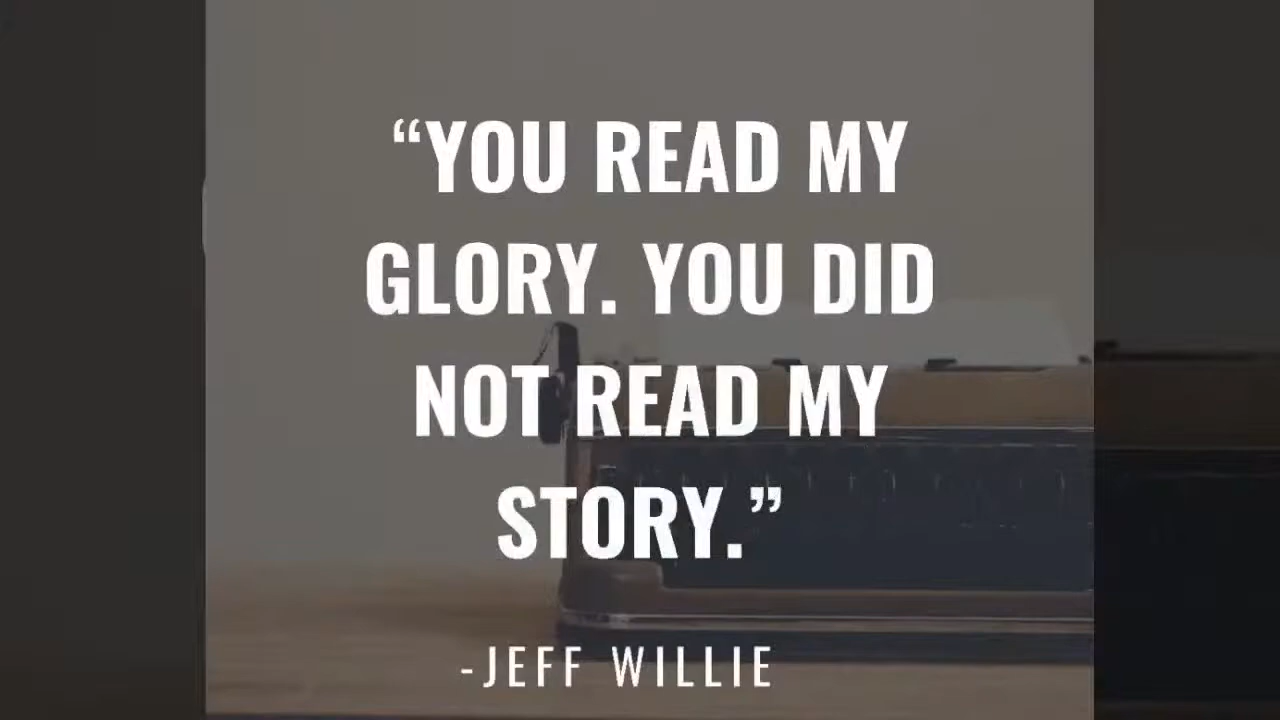 “YOU READ MY
GLORY. YOU DID
NOT READ MY
STORY.”
-JEFF WILLIE